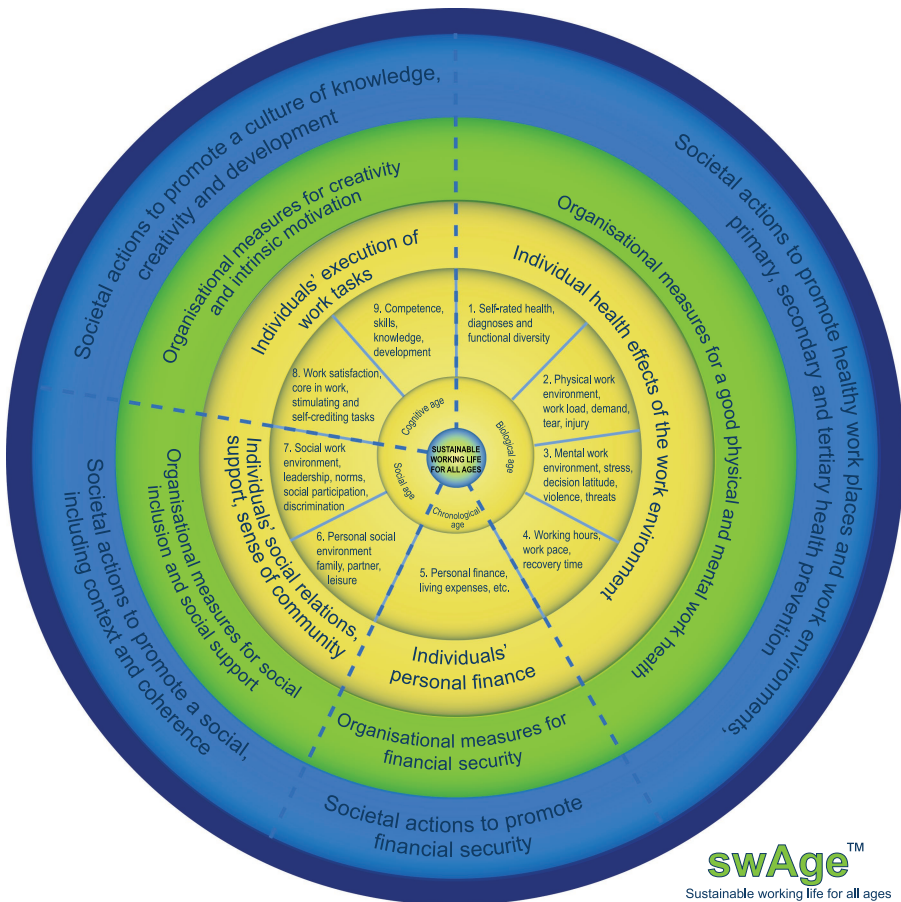 Societal actions to promote a culture of knowledge,
creativity and development
Organisational measures for creativity
and intrinsic motivation
Individuals' execution of
work tasks
Societal actions to promote healthy work places and work environments,
primary, secondary and tertiary health prevention
Organisational measures for a good physical and mental work health
Individual health effects of the work environment
9. Competence,
skills,
knowledge,
development
1. Self-rated health,
diagnoses and
functional diversity
8. Work satisfaction,
core in work,
stimulating and
self-crediting tasks
2. Physical work
environment,
work load, demand,
tear, injury
Cognitive age
Biological age
SUSTAINABLE
WORKING LIFE
FOR ALL AGES
Social age
Chronological
age
7. Social work
environment,
leadership, norms,
social participation,
discrimination
3. Mental work
environment, stress,
decision latitude,
violence, threats
6. Personal social
environment
family, partner,
leisure
4. Working hours,
work pace,
recovery time
5. Personal finance,
living expenses, etc.
Individuals' social relations,
support, sense of community
Organisational measures for social
inclusion and social support
Societal actions to promote a social,
including context and coherence
Individuals'
personal finance
Organisational measures for
financial security
Societal actions to promote
financial security
swAge™
Sustainable working life for all ages